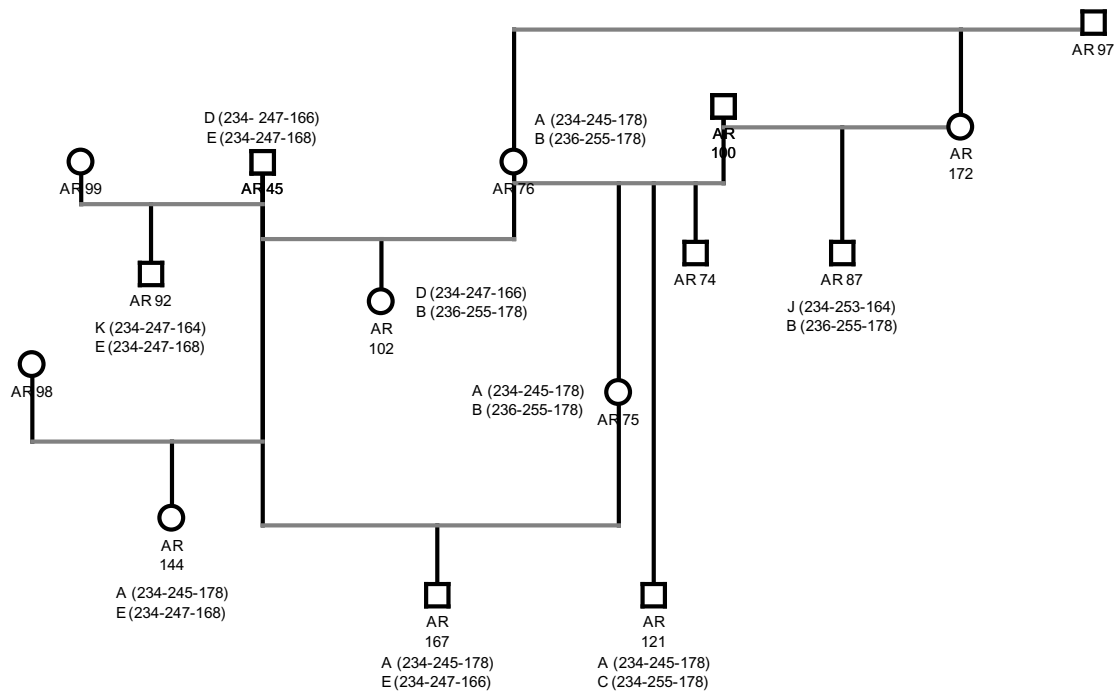 AR 97
D (234- 247-166)
E (234-247-168)
A (234-245-178)
B (236-255-178)
AR
100
AR
172
AR 99
AR 45
AR 76
AR 92
K (234-247-164)
E (234-247-168)
AR
102
D (234-247-166)
B (236-255-178)
AR 74
AR 87
J (234-253-164)
B (236-255-178)
AR 98
A (234-245-178)
B (236-255-178)
AR 75
AR
144
A (234-245-178)
E (234-247-168)
AR
167
A (234-245-178)
E (234-247-166)
AR
121
A (234-245-178)
C (234-255-178)